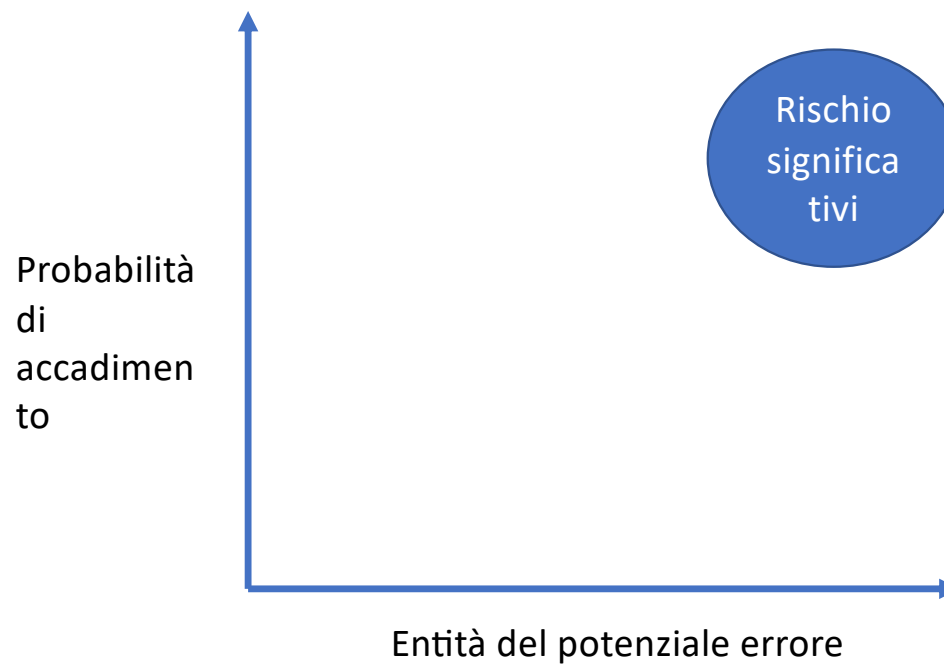 Rischio
significa
tivi
Probabilità
di
accadimen
to
Entità del potenziale errore